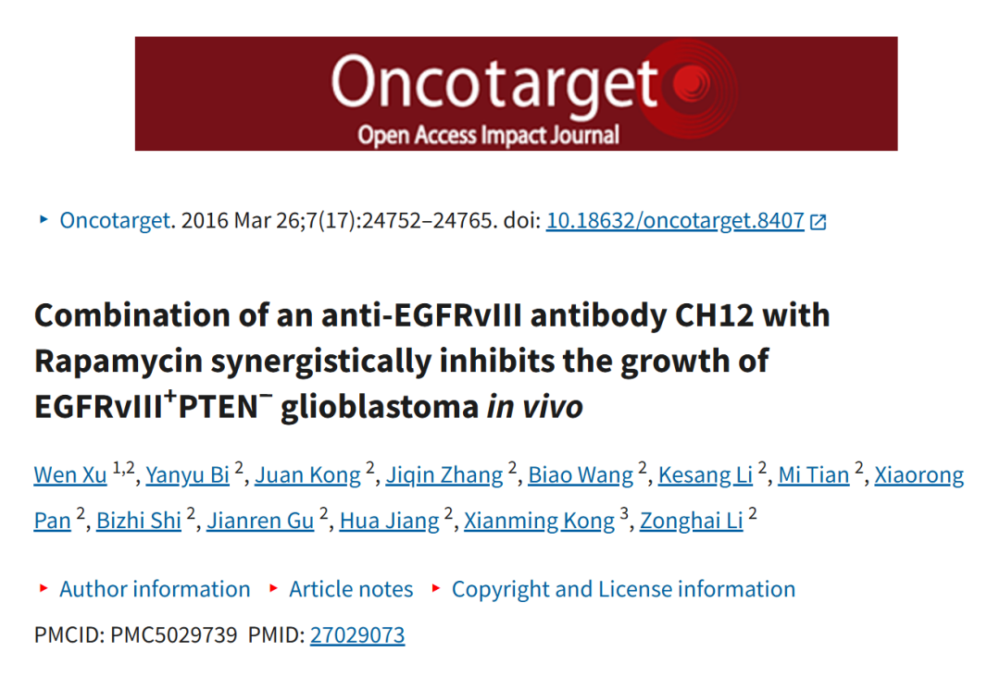 Oncotarget
Open Access Impact Journal
▸ Oncotarget. 2016 Mar 26;7(17):24752–24765. doi: 10.18632/oncotarget.8407
Combination of an anti-EGFRvIII antibody CH12 with
Rapamycin synergistically inhibits the growth of
EGFRvIII⁺PTEN⁻ glioblastoma in vivo
Wen Xu 1,2, Yanyu Bi 2, Juan Kong 2, Jiqin Zhang 2, Biao Wang 2, Kesang Li 2, Mi Tian 2, Xiaorong
Pan 2, Bizhi Shi 2, Jianren Gu 2, Hua Jiang 2, Xianming Kong 3, Zonghai Li 2
▸ Author information ▸ Article notes ▸ Copyright and License information
PMCID: PMC5029739 PMID: 27029073